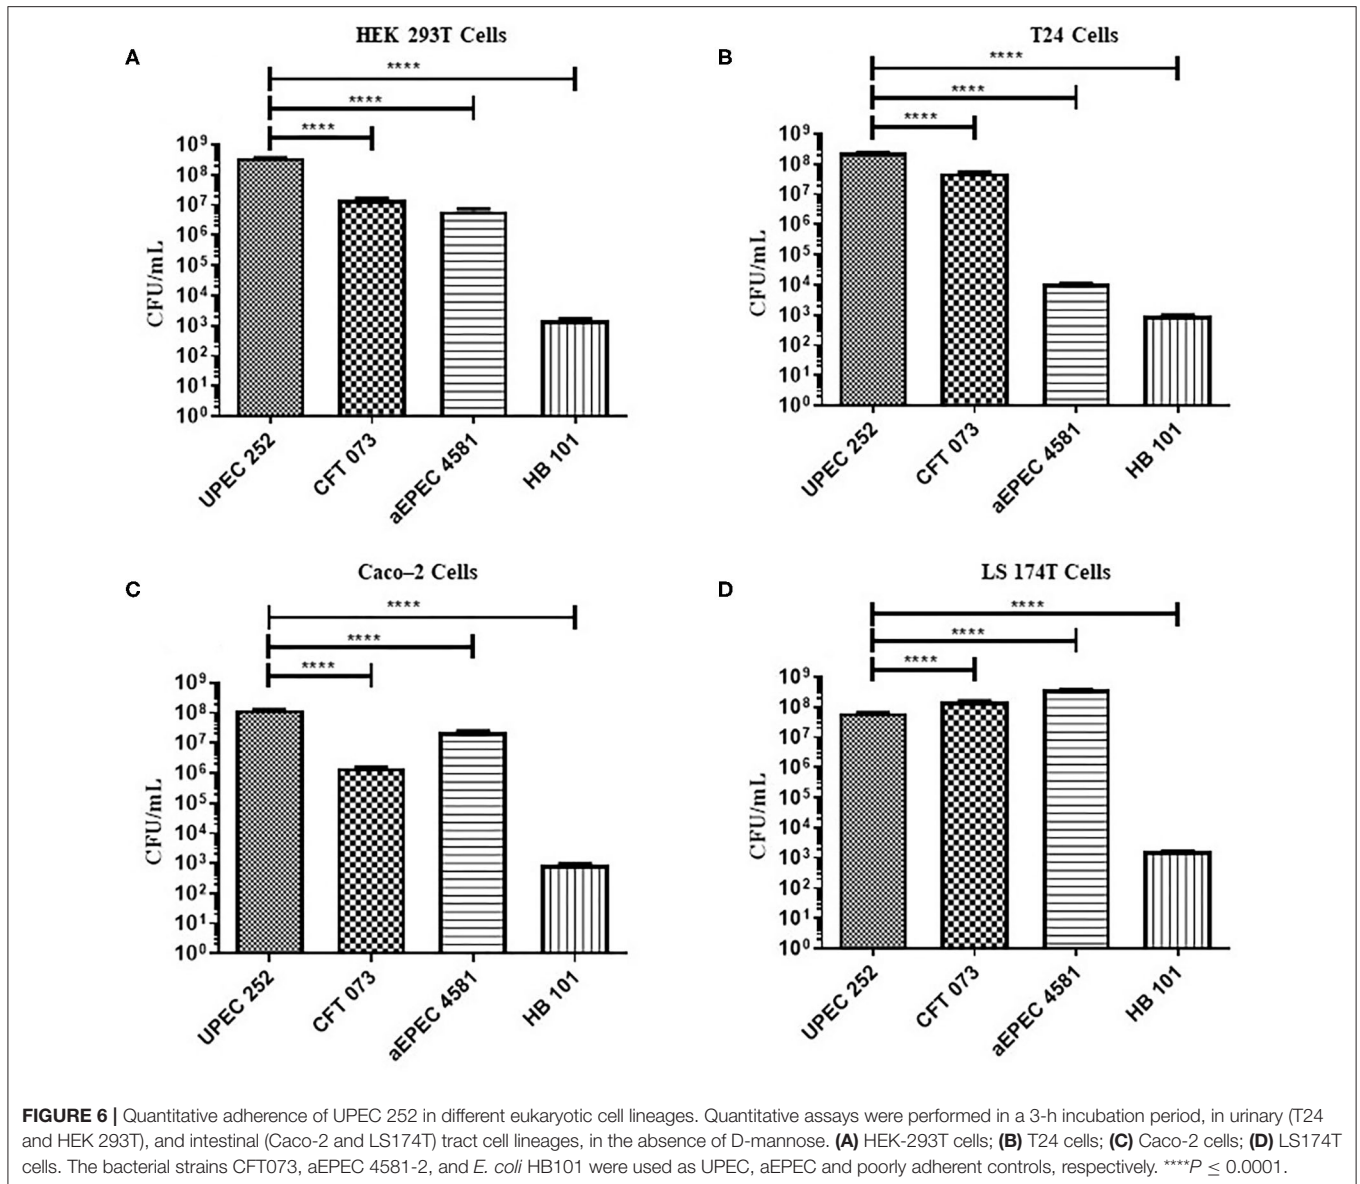 A
HEK 293T Cells
****
****
****
CFU/mL
10⁹
10⁸
10⁷
10⁶
10⁵
10⁴
10³
10²
10¹
10⁰
UPEC 252
CFT 073
aEPEC 4581
HB 101
B
T24 Cells
****
****
****
CFU/mL
10⁹
10⁸
10⁷
10⁶
10⁵
10⁴
10³
10²
10¹
10⁰
UPEC 252
CFT 073
aEPEC 4581
HB 101
C
Caco–2 Cells
****
****
****
CFU/mL
10⁹
10⁸
10⁷
10⁶
10⁵
10⁴
10³
10²
10¹
10⁰
UPEC 252
CFT 073
aEPEC 4581
HB 101
D
LS 174T Cells
****
****
****
CFU/mL
10⁹
10⁸
10⁷
10⁶
10⁵
10⁴
10³
10²
10¹
10⁰
UPEC 252
CFT 073
aEPEC 4581
HB 101
FIGURE 6 | Quantitative adherence of UPEC 252 in different eukaryotic cell lineages. Quantitative assays were performed in a 3-h incubation period, in urinary (T24
and HEK 293T), and intestinal (Caco-2 and LS174T) tract cell lineages, in the absence of D-mannose. (A) HEK-293T cells; (B) T24 cells; (C) Caco-2 cells; (D) LS174T
cells. The bacterial strains CFT073, aEPEC 4581-2, and E. coli HB101 were used as UPEC, aEPEC and poorly adherent controls, respectively. ****P ≤ 0.0001.